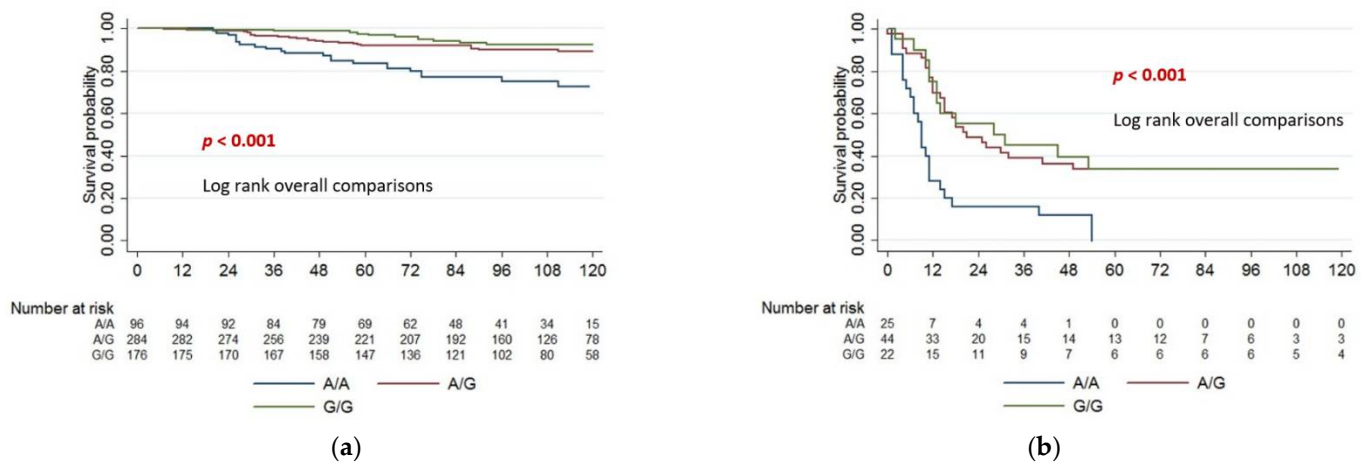 Survival probability
1.00
0.80
0.60
0.40
0.20
0.00
p < 0.001
Log rank overall comparisons
0 12 24 36 48 60 72 84 96 108 120
Number at risk
A/A 96 94 92 84 79 69 62 48 41 34 15
A/G 284 282 274 256 239 221 207 192 160 126 78
G/G 176 175 170 167 158 147 136 121 102 80 58
A/A A/G
G/G
(a)
Survival probability
1.00
0.80
0.60
0.40
0.20
0.00
p < 0.001
Log rank overall comparisons
0 12 24 36 48 60 72 84 96 108 120
Number at risk
A/A 25 7 4 4 1 0 0 0 0 0 0
A/G 44 33 20 15 14 13 12 7 6 3 3
G/G 22 15 11 9 7 6 6 6 6 5 4
A/A A/G
G/G
(b)